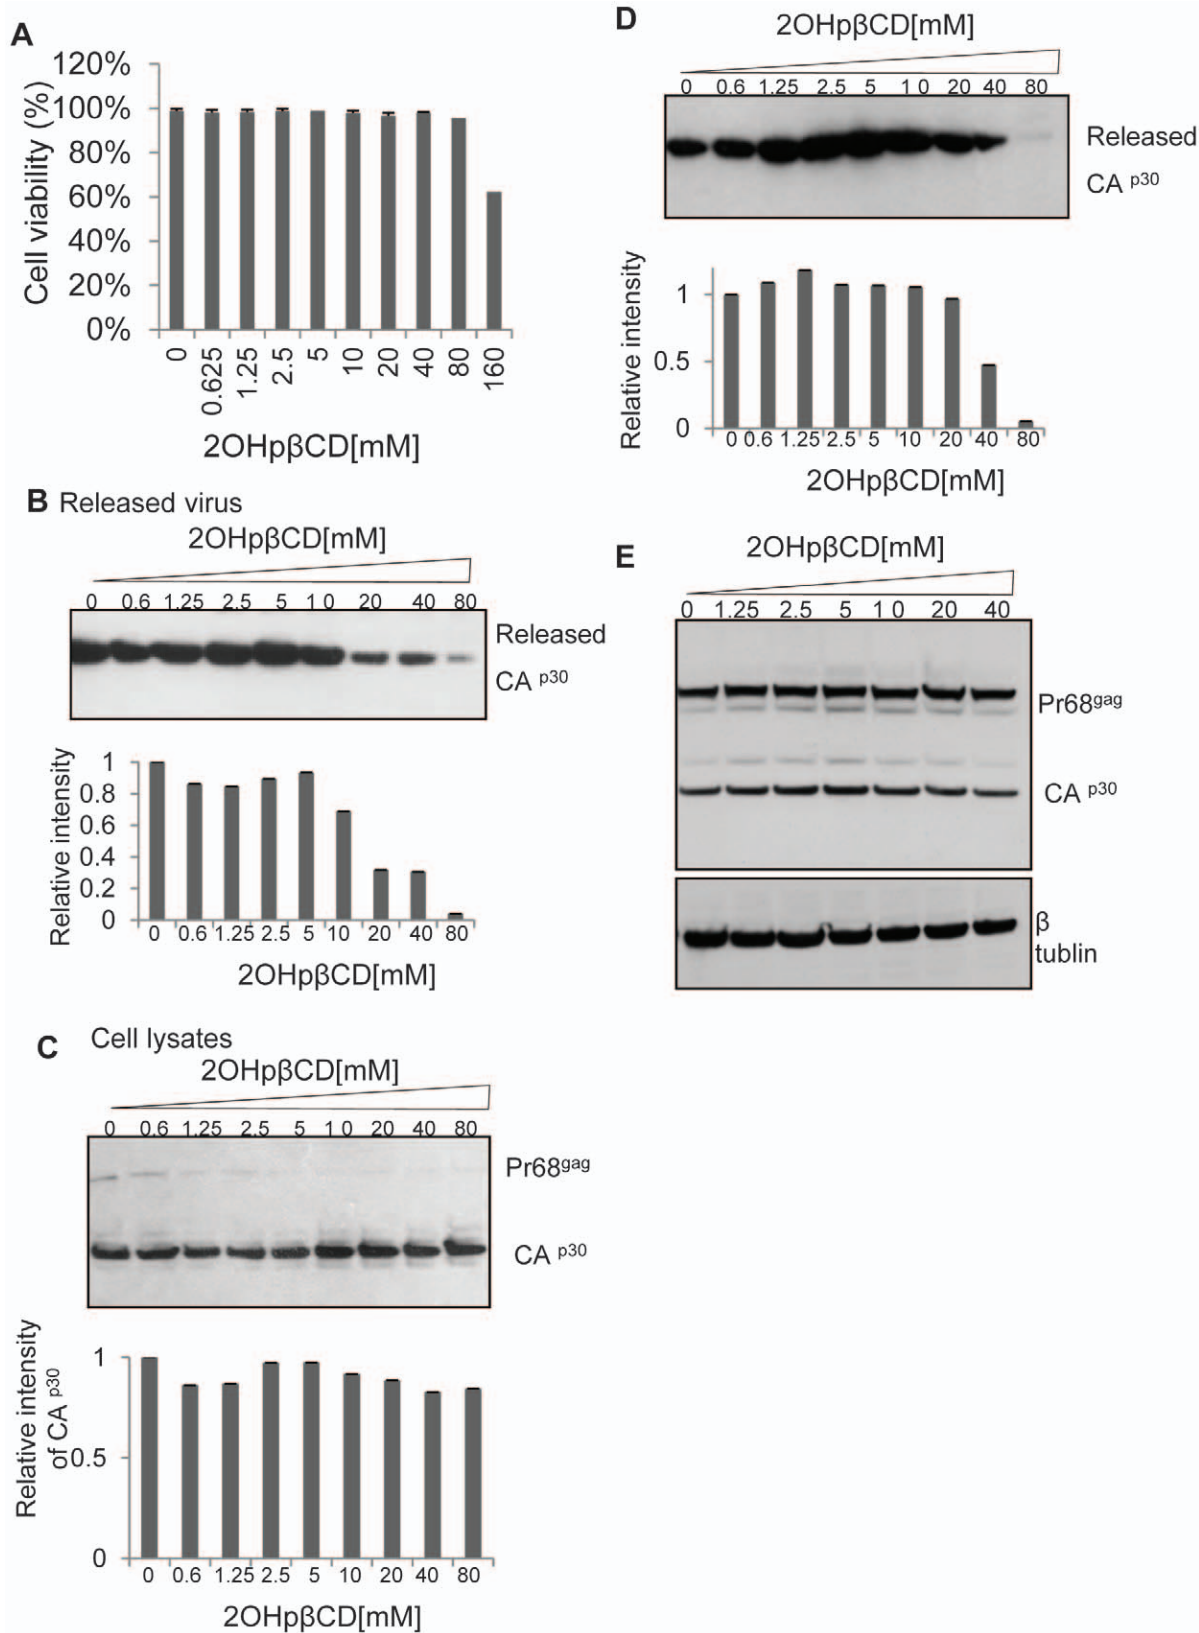 A
120%
100%
80%
60%
40%
20%
0%
Cell viability (%)
0 0.625 1.25 2.5 5 10 20 40 80 160
2OHpβCD[mM]
B Released virus
2OHpβCD[mM]
0 0.6 1.25 2.5 5 10 20 40 80
Released
CA p30
1
0.8
0.6
0.4
0.2
0
Relative intensity
0 0.6 1.25 2.5 5 10 20 40 80
2OHpβCD[mM]
C Cell lysates
2OHpβCD[mM]
0 0.6 1.25 2.5 5 10 20 40 80
Pr68gag
CA p30
Relative intensity
of CA p30
1
0.5
0
0 0.6 1.25 2.5 5 10 20 40 80
2OHpβCD[mM]
D
2OHpβCD[mM]
0 0.6 1.25 2.5 5 10 20 40 80
Released
CA p30
Relative intensity
1
0.5
0
0 0.6 1.25 2.5 5 10 20 40 80
2OHpβCD[mM]
E
2OHpβCD[mM]
0 1.25 2.5 5 10 20 40
Pr68gag
CA p30
β
tublin